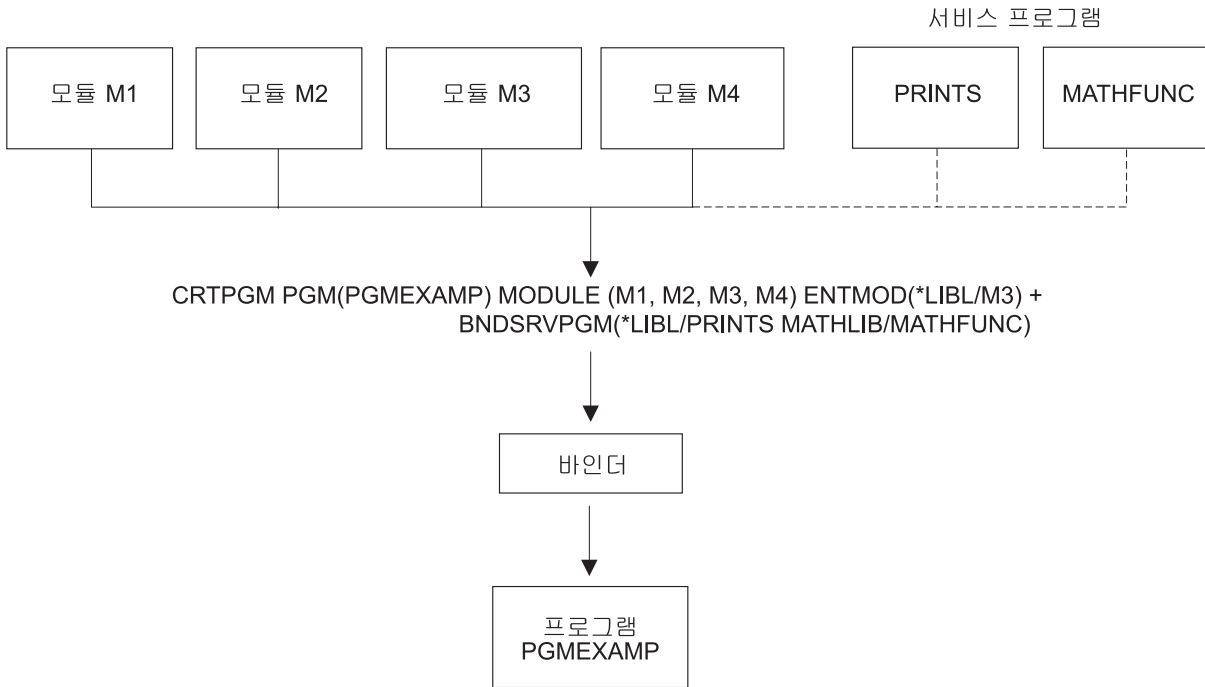 서비스 프로그램
모듈 M1
모듈 M2
모듈 M3
모듈 M4
PRINTS
MATHFUNC
CRTPGM PGM(PGMEXAMP) MODULE (M1, M2, M3, M4) ENTMOD(*LIBL/M3) +
BNDSRVPGM(*LIBL/PRINTS MATHLIB/MATHFUNC)
바인더
프로그램
PGMEXAMP